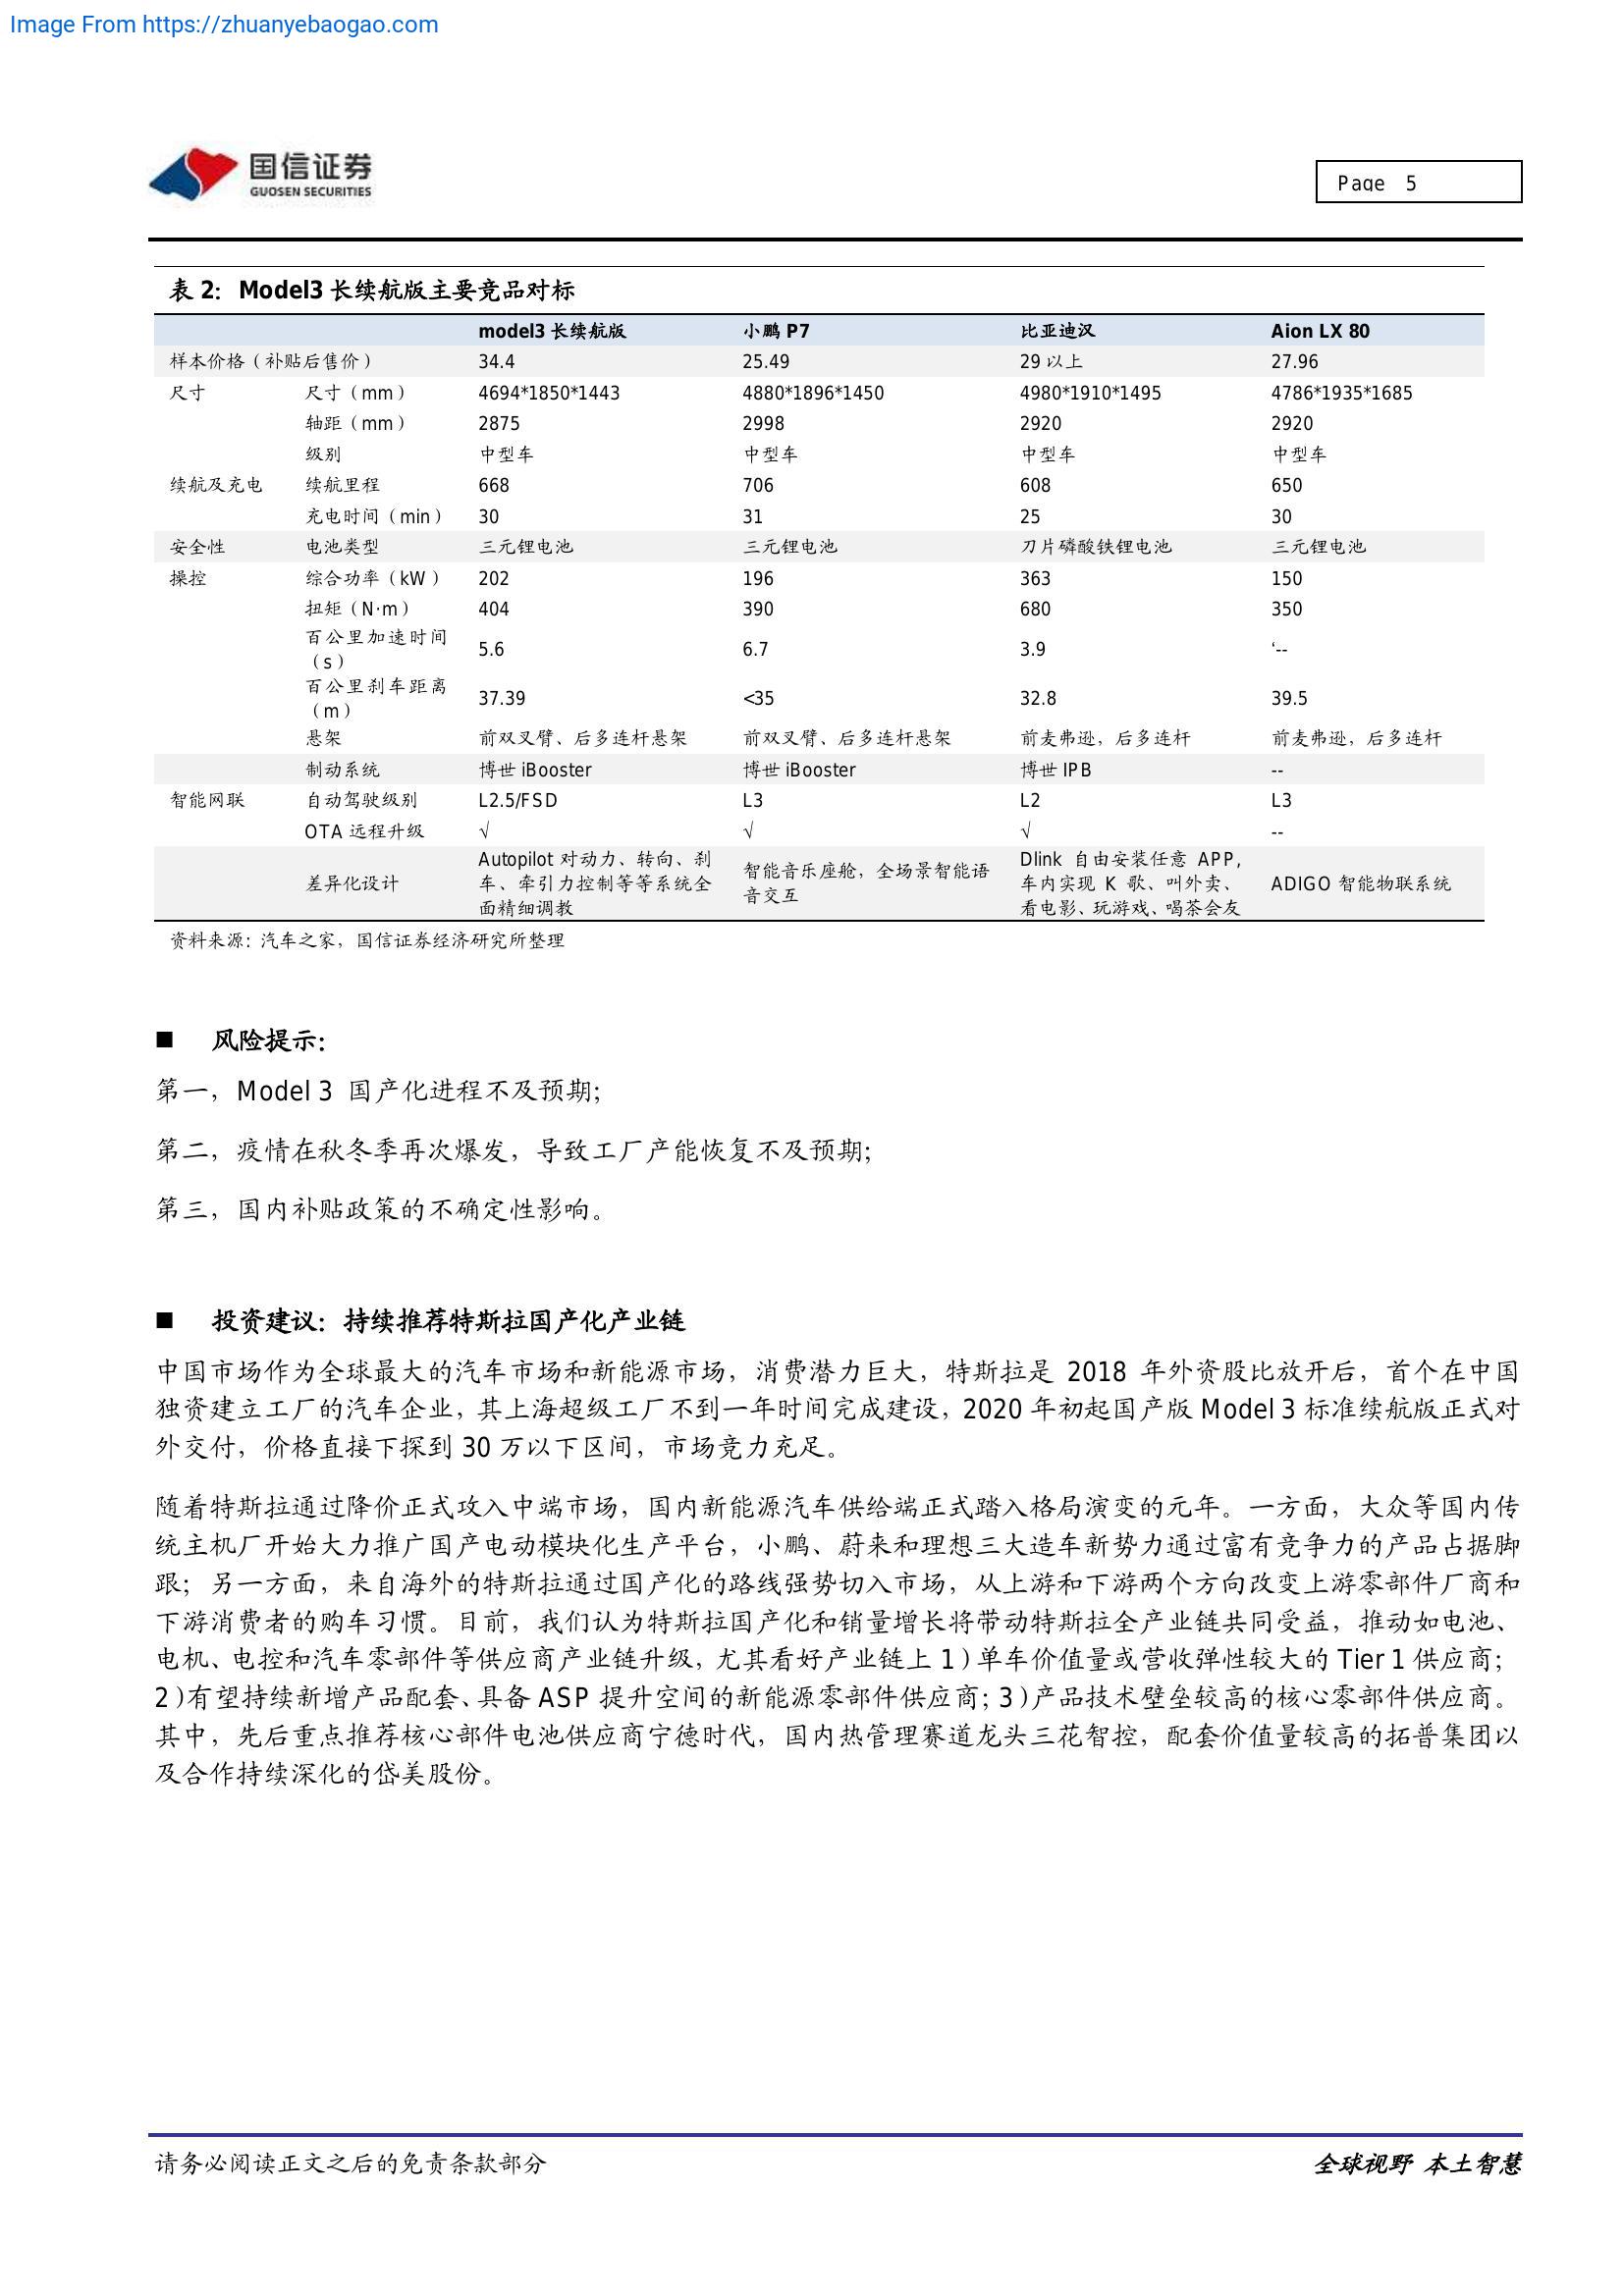 Image From https://zhuanyebaogao.com
国信证券
GUOSEN SECURITIES
Page 5
表 2：Model3 长续航版主要竞品对标
model3 长续航版 小鹏 P7 比亚迪汉 Aion LX 80
样本价格（补贴后售价） 34.4 25.49 29 以上 27.96
尺寸 尺寸（mm） 4694*1850*1443 4880*1896*1450 4980*1910*1495 4786*1935*1685
轴距（mm） 2875 2998 2920 2920
级别 中型车 中型车 中型车 中型车
续航及充电 续航里程 668 706 608 650
充电时间（min） 30 31 25 30
安全性 电池类型 三元锂电池 三元锂电池 刀片磷酸铁锂电池 三元锂电池
操控 综合功率（kW） 202 196 363 150
扭矩（N·m） 404 390 680 350
百公里加速时间
（s） 5.6 6.7 3.9 ‘--
百公里刹车距离
（m） 37.39 <35 32.8 39.5
悬架 前双叉臂、后多连杆悬架 前双叉臂、后多连杆悬架 前麦弗逊，后多连杆 前麦弗逊，后多连杆
制动系统 博世 iBooster 博世 iBooster 博世 IPB --
智能网联 自动驾驶级别 L2.5/FSD L3 L2 L3
OTA 远程升级 √ √ √ --
差异化设计
Autopilot 对动力、转向、刹
车、牵引力控制等等系统全
面精细调教
智能音乐座舱，全场景智能语
音交互
Dlink 自由安装任意 APP，
车内实现 K 歌、叫外卖、
看电影、玩游戏、喝茶会友
ADIGO 智能物联系统
资料来源：汽车之家，国信证券经济研究所整理
■ 风险提示：
第一，Model 3 国产化进程不及预期；
第二，疫情在秋冬季再次爆发，导致工厂产能恢复不及预期；
第三，国内补贴政策的不确定性影响。
■ 投资建议：持续推荐特斯拉国产化产业链
中国市场作为全球最大的汽车市场和新能源市场，消费潜力巨大，特斯拉是 2018 年外资股比放开后，首个在中国
独资建立工厂的汽车企业，其上海超级工厂不到一年时间完成建设，2020 年初起国产版 Model 3 标准续航版正式对
外交付，价格直接下探到 30 万以下区间，市场竞力充足。
随着特斯拉通过降价正式攻入中端市场，国内新能源汽车供给端正式踏入格局演变的元年。一方面，大众等国内传
统主机厂开始大力推广国产电动模块化生产平台，小鹏、蔚来和理想三大造车新势力通过富有竞争力的产品占据脚
跟；另一方面，来自海外的特斯拉通过国产化的路线强势切入市场，从上游和下游两个方向改变上游零部件厂商和
下游消费者的购车习惯。目前，我们认为特斯拉国产化和销量增长将带动特斯拉全产业链共同受益，推动如电池、
电机、电控和汽车零部件等供应商产业链升级，尤其看好产业链上 1）单车价值量或营收弹性较大的 Tier 1 供应商；
2）有望持续新增产品配套、具备 ASP 提升空间的新能源零部件供应商；3）产品技术壁垒较高的核心零部件供应商。
其中，先后重点推荐核心部件电池供应商宁德时代，国内热管理赛道龙头三花智控，配套价值量较高的拓普集团以
及合作持续深化的岱美股份。
请务必阅读正文之后的免责条款部分
全球视野 本土智慧